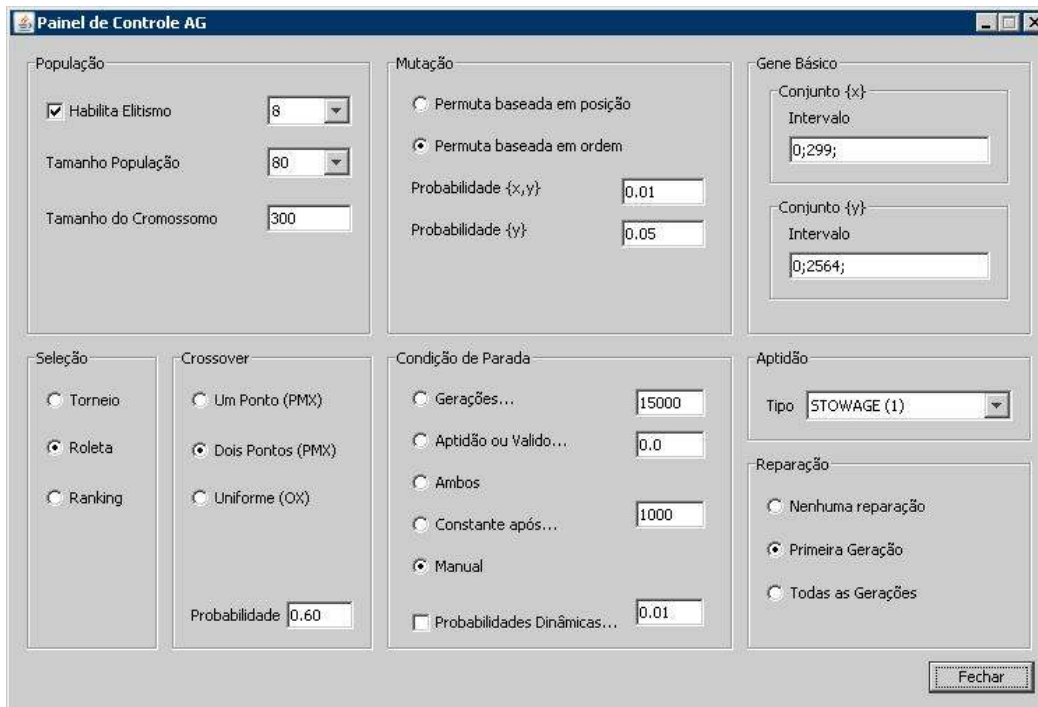 Painel de Controle AG
População
Habilita Elitismo 8
Tamanho População 80
Tamanho do Cromossomo 300
Mutação
Permuta baseada em posição
Permuta baseada em ordem
Probabilidade {x,y} 0.01
Probabilidade {y} 0.05
Gene Básico
Conjunto {x}
Intervalo
0;299;
Conjunto {y}
Intervalo
0;2564;
Seleção
Torneio
Roleta
Ranking
Crossover
Um Ponto (PMX)
Dois Pontos (PMX)
Uniforme (OX)
Probabilidade 0.60
Condição de Parada
Gerações... 15000
Aptidão ou Valido... 0.0
Ambos
Constante após... 1000
Manual
Probabilidades Dinâmicas... 0.01
Aptidão
Tipo STOWAGE (1)
Reparação
Nenhuma reparação
Primeira Geração
Todas as Gerações
Fechar